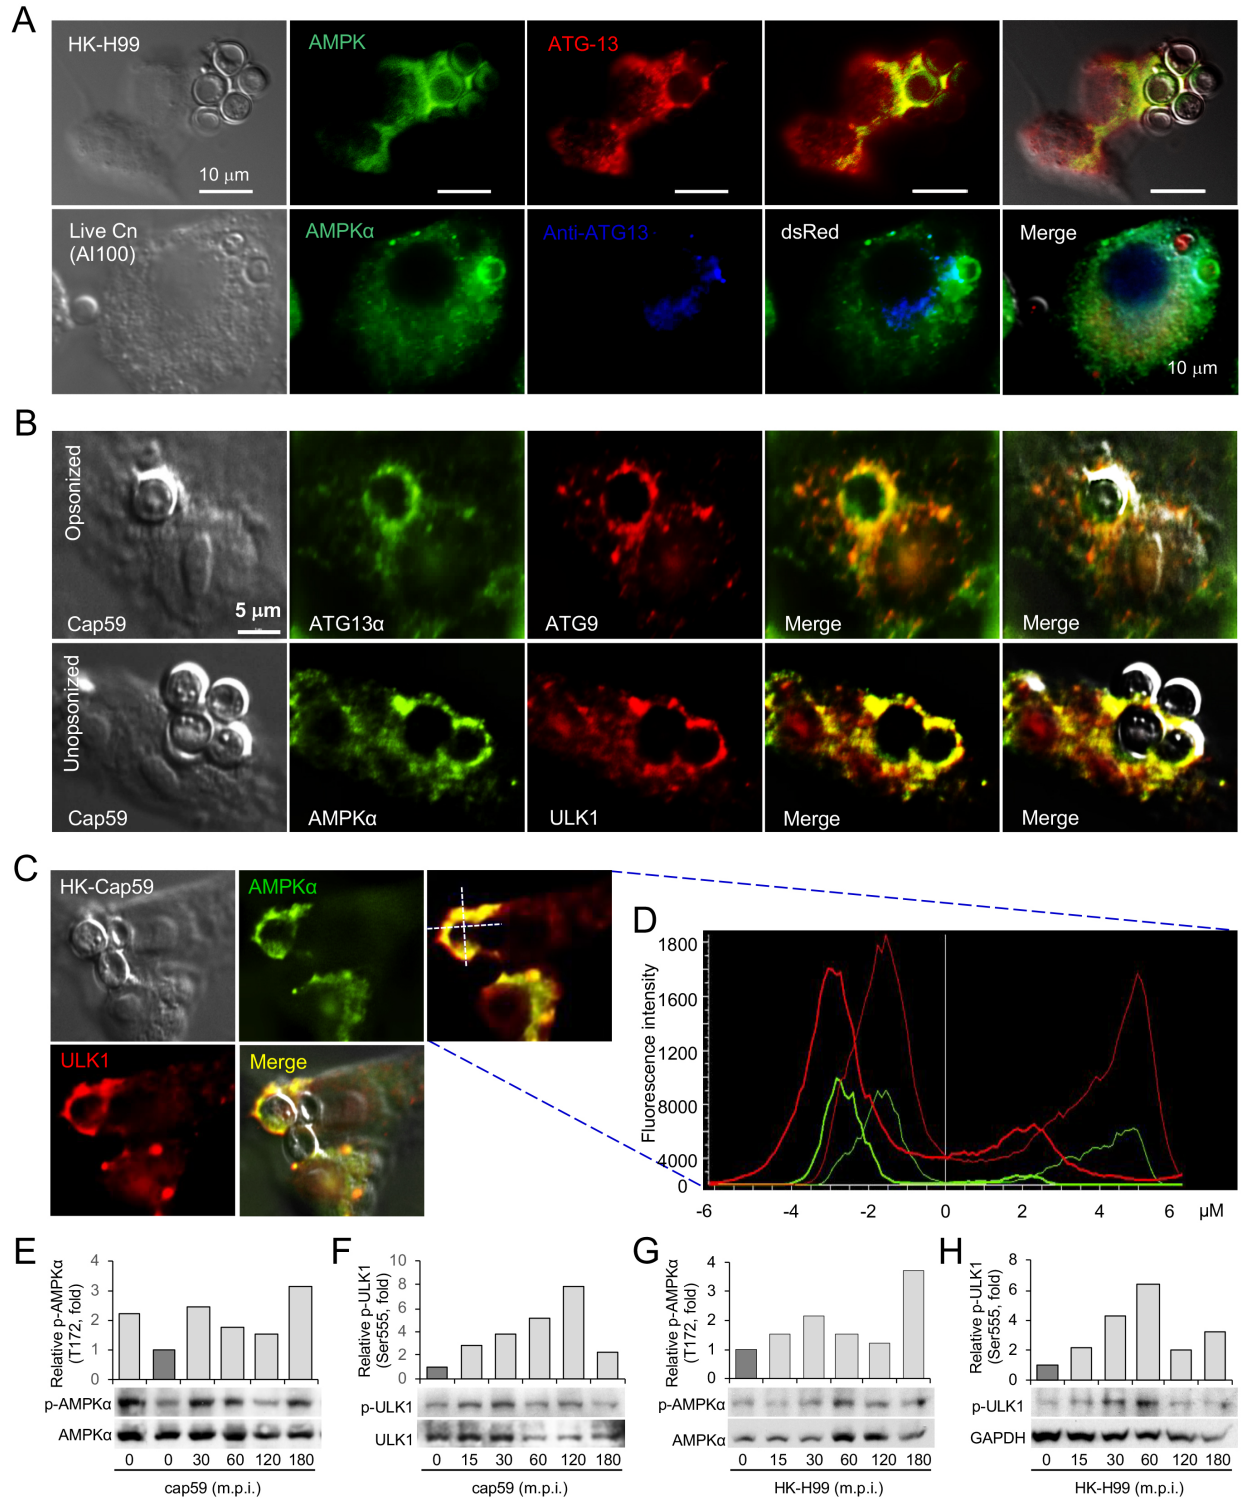 A
HK-H99
AMPK
ATG-13
10 µm
Live Cn
(AI100)
AMPKα
Anti-ATG13
dsRed
Merge
10 µm
B
Opsonized
Cap59
5 µm
ATG13α
ATG9
Merge
Merge
Unopsonized
Cap59
AMPKα
ULK1
Merge
Merge
C
HK-Cap59
AMPKα
ULK1
Merge
D
Fluorescence intensity
1800
1600
1200
8000
4000
0
-6 -4 -2 0 2 4 6 µM
E
Relative p-AMPKα
(T172, fold)
4
3
2
1
0
p-AMPKα
AMPKα
0 0 30 60 120 180
cap59 (m.p.i.)
F
Relative p-ULK1
(Ser555, fold)
10
8
6
4
2
0
p-ULK1
ULK1
0 15 30 60 120 180
cap59 (m.p.i.)
G
Relative p-AMPKα
(T172, fold)
4
3
2
1
0
p-AMPKα
AMPKα
0 15 30 60 120 180
HK-H99 (m.p.i.)
H
Relative p-ULK1
(Ser555, fold)
8
6
4
2
0
p-ULK1
GAPDH
0 15 30 60 120 180
HK-H99 (m.p.i.)